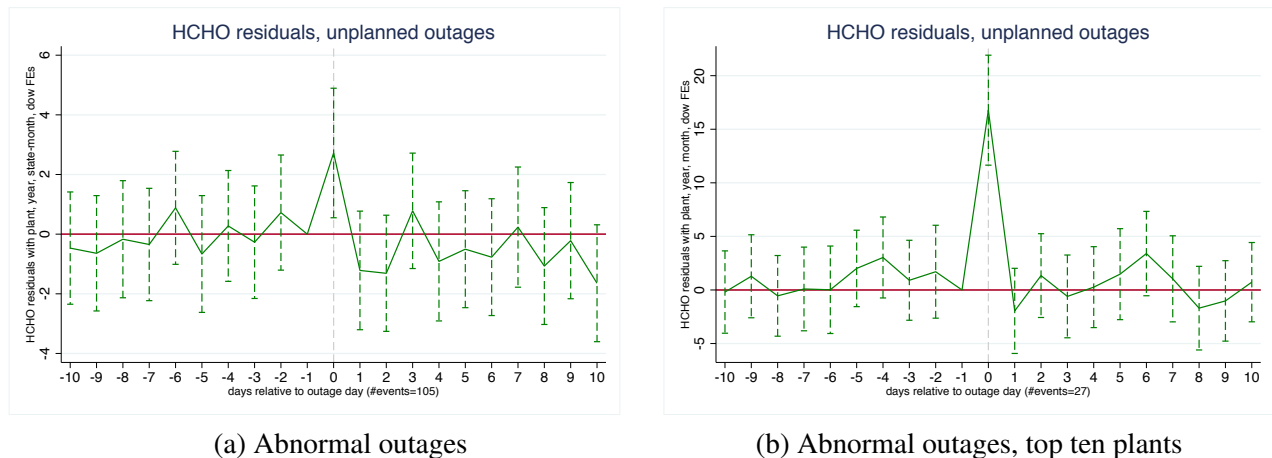 HCHO residuals, unplanned outages
HCHO residuals with plant, year, state-month, dow FEs
6
4
2
0
-2
-4
-10 -9 -8 -7 -6 -5 -4 -3 -2 -1 0 1 2 3 4 5 6 7 8 9 10
days relative to outage day (#events=105)
(a) Abnormal outages
HCHO residuals, unplanned outages
HCHO residuals with plant, year, month, dow FEs
20
15
10
5
0
-5
-10 -9 -8 -7 -6 -5 -4 -3 -2 -1 0 1 2 3 4 5 6 7 8 9 10
days relative to outage day (#events=27)
(b) Abnormal outages, top ten plants